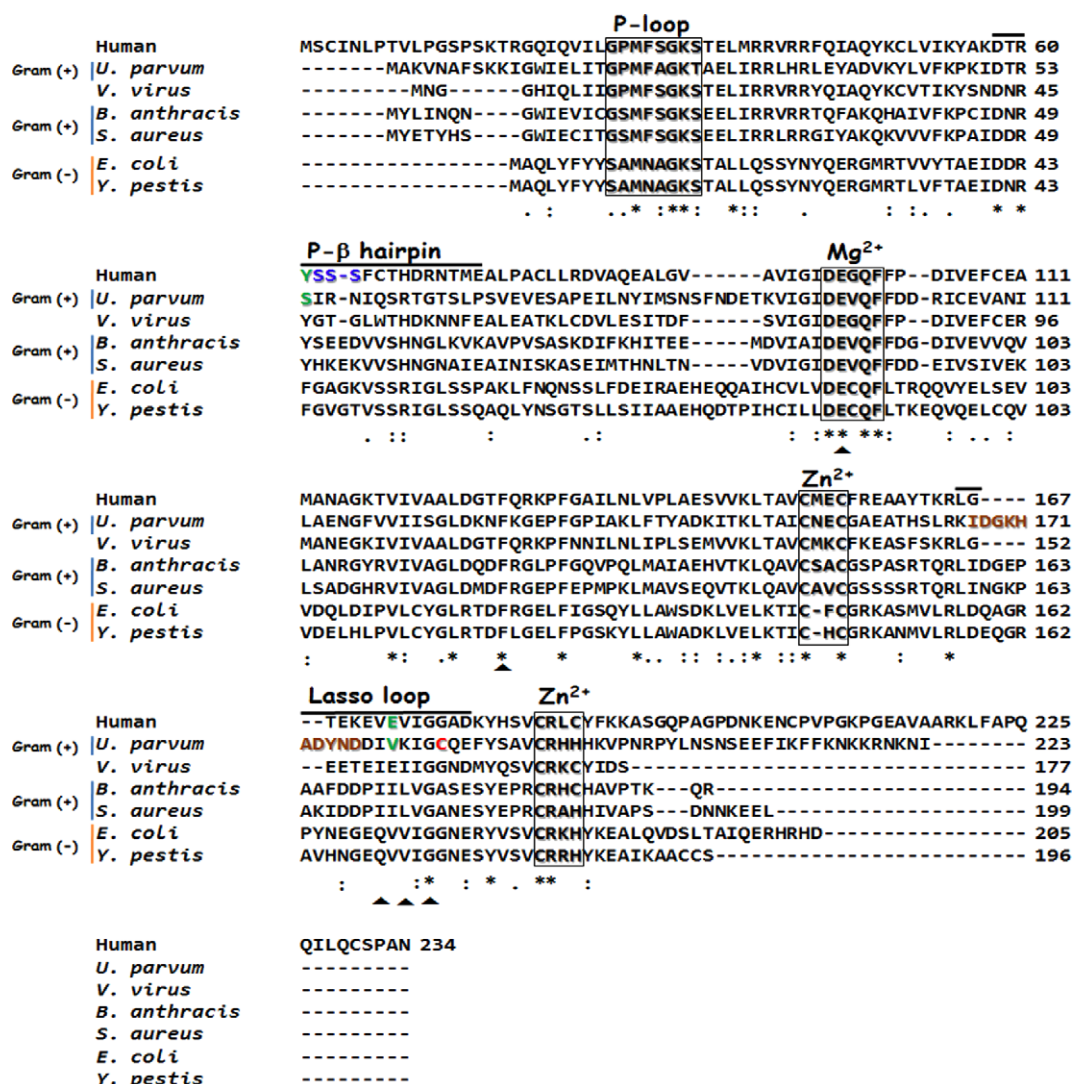 P-loop
Human MSCINLPTVLPGSPSKTRGQIQVILGPMFSGKSTELMRRVRRFQIAQYKCLVIKYAKDTR 60
Gram (+) U. parvum -------MAKVNAFSKKIGWIELITGPMFAGKTAELIRRLHRLEYADVKYLVFKPKIDTR 53
V. virus ---------MNG------GHIQLIIGPMFSGKSTELIRRVRRYQIAQYKCVTIKYSNDNR 45
Gram (+) B. anthracis -------MYLINQN----GWIEVICGSMFSGKSEELIRRVRRTQFAKQHAIVFKPCIDNR 49
S. aureus -------MYETYHS----GWIECITGSMFSGKSEELIRRLRRGIYAKQKVVVFKPAIDDR 49
Gram (-) E. coli -----------------MAQLYFYYSAMNAGKSTALLQSSYNYQERGMRTVVYTAEIDDR 43
Y. pestis -----------------MAQLYFYYSAMNAGKSTALLQSSYNYQERGMRTLVFTAEIDNR 43
. : ..* :**: *:: . : :. . * *
P-β hairpin Mg2+
Human YSS-SFCTHDRNTMEALPACLLRDVAQEALGV------AVIGIDEGQFFP--DIVEFCEA 111
Gram (+) U. parvum SIR-NIQSRTGTSLPSVEVESAPEILNYIMSNSFNDETKVIGIDEVQFFDD-RICEVANI 111
V. virus YGT-GLWTHDKNNFEALEATKLCDVLESITDF------SVIGIDEGQFFP--DIVEFCER 96
Gram (+) B. anthracis YSEEDVVSHNGLKVKAVPVSASKDIFKHITEE-----MDVIAIDEVQFFDG-DIVEVVQV 103
S. aureus YHKEKVVSHNGNAIEAINISKASEIMTHNLTN-----VDVIGIDEVQFFDD-EIVSIVEK 103
Gram (-) E. coli FGAGKVSSRIGLSSPAKLFNQNSSLFDEIRAEHEQQAIHCVLVDECQFLTRQQVYELSEV 103
Y. pestis FGVGTVSSRIGLSSQAQLYNSGTSLLSIIAAEHQDTPIHCILLDECQFLTKEQVQELCQV 103
. :: : .: : :** **: : .. :
Zn2+
Human MANAGKTVIVAALDGTFQRKPFGAILNLVPLAESVVKLTAVCMECFREAAYTKRLG---- 167
Gram (+) U. parvum LAENGFVVIISGLDKNFKGEPFGPIAKLFTYADKITKLTAICNECGAEATHSLRKIDGKH 171
V. virus MANEGKIVIVAALDGTFQRKPFNNILNLIPLSEMVVKLTAVCMKCFKEASFSKRLG---- 152
Gram (+) B. anthracis LANRGYRVIVAGLDQDFRGLPFGQVPQLMAIAEHVTKLQAVCSACGSPASRTQRLIDGEP 163
S. aureus LSADGHRVIVAGLDMDFRGEPFEPMPKLMAVSEQVTKLQAVCAVCGSSSSRTQRLINGKP 163
Gram (-) E. coli VDQLDIPVLCYGLRTDFRGELFIGSQYLLAWSDKLVELKTIC-FCGRKASMVLRLDQAGR 162
Y. pestis VDELHLPVLCYGLRTDFLGELFPGSKYLLAWADKLVELKTIC-HCGRKANMVLRLDEQGR 162
: *: .* * * *.. :: :.:* ::* * : *
Lasso loop Zn2+
Human --TEKEVEVIGGADKYHSVCRLCYFKKASGQPAGPDNKENCPVPGKPGEAVAARKLFAPQ 225
Gram (+) U. parvum ADYNDDIVKIGCQEFYSAVCRHHHKVPNRPYLNSNSEEFIKFFKNKKRNKNI-------- 223
V. virus --EETEIEIIGGNDMYQSVCRKCYIDS--------------------------------- 177
Gram (+) B. anthracis AAFDDPIILVGASESYEPRCRHCHAVPTK---QR-------------------------- 194
S. aureus AKIDDPIILVGANESYEPRCRAHHIVAPS---DNNKEEL--------------------- 199
Gram (-) E. coli PYNEGEQVVIGGNERYVSVCRKHYKEALQVDSLTAIQERHRHD----------------- 205
Y. pestis AVHNGEQVVIGGNESYVSVCRRHYKEAIKAACCS-------------------------- 196
: :* : * . ** :
Human QILQCSPAN 234
U. parvum ---------
V. virus ---------
B. anthracis ---------
S. aureus ---------
E. coli ---------
Y. pestis ---------